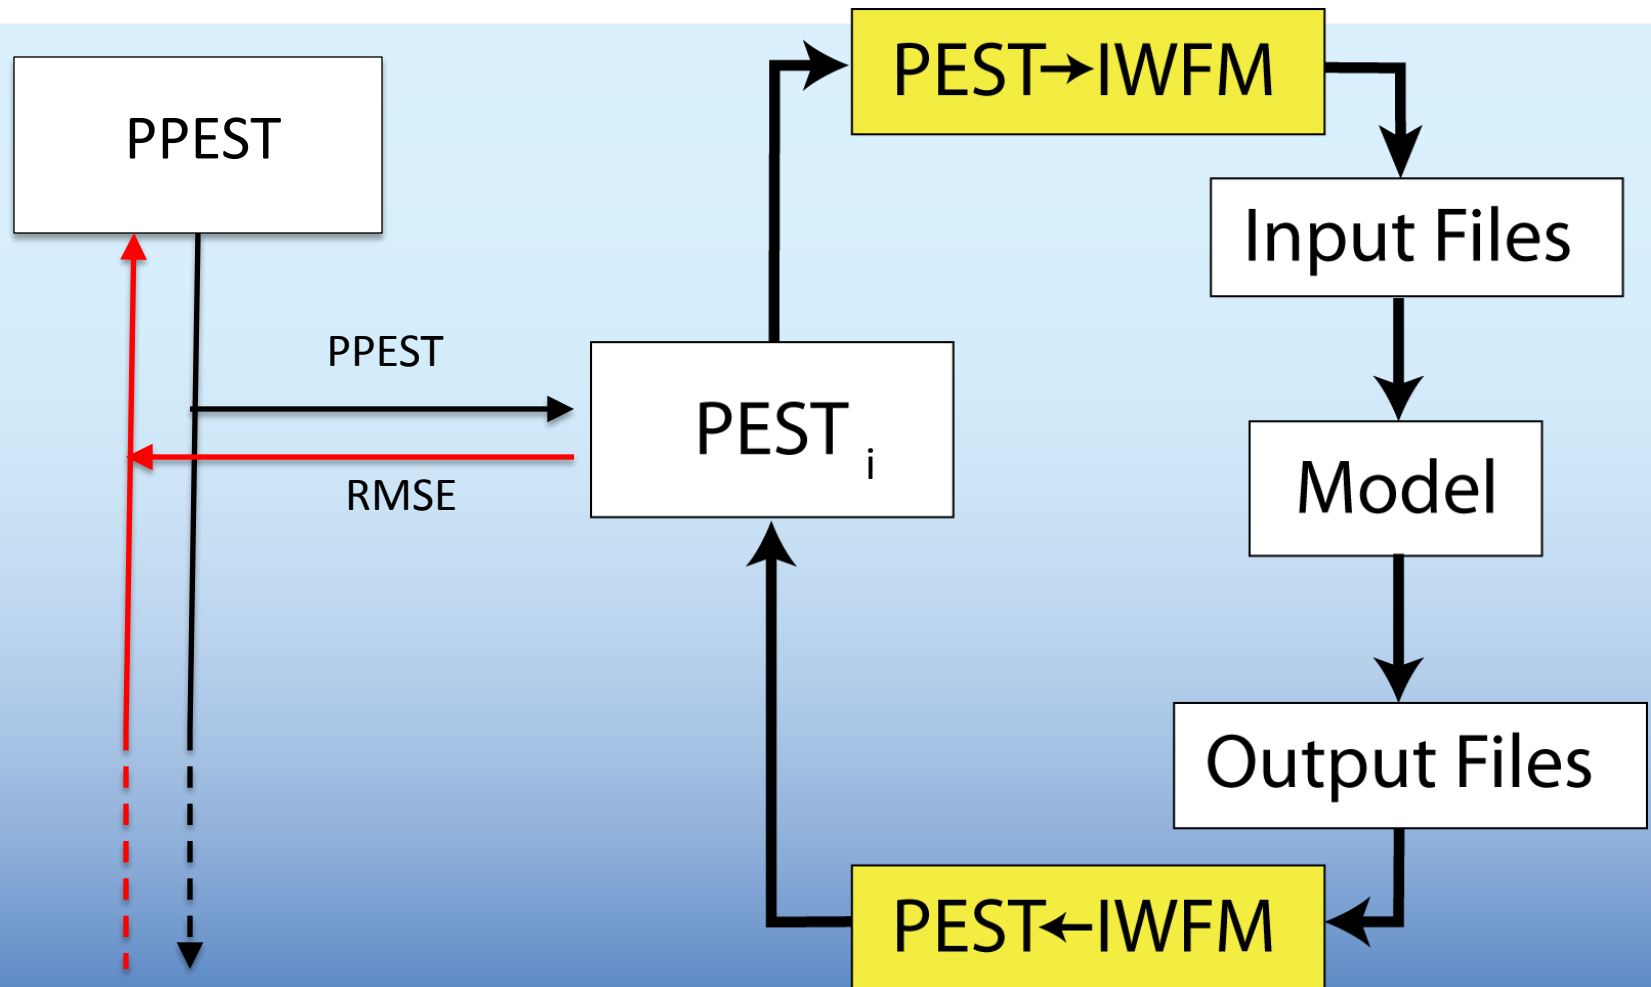 PEST→IWFM
PPEST
Input Files
PPEST
PEST i
RMSE
Model
Output Files
PEST←IWFM